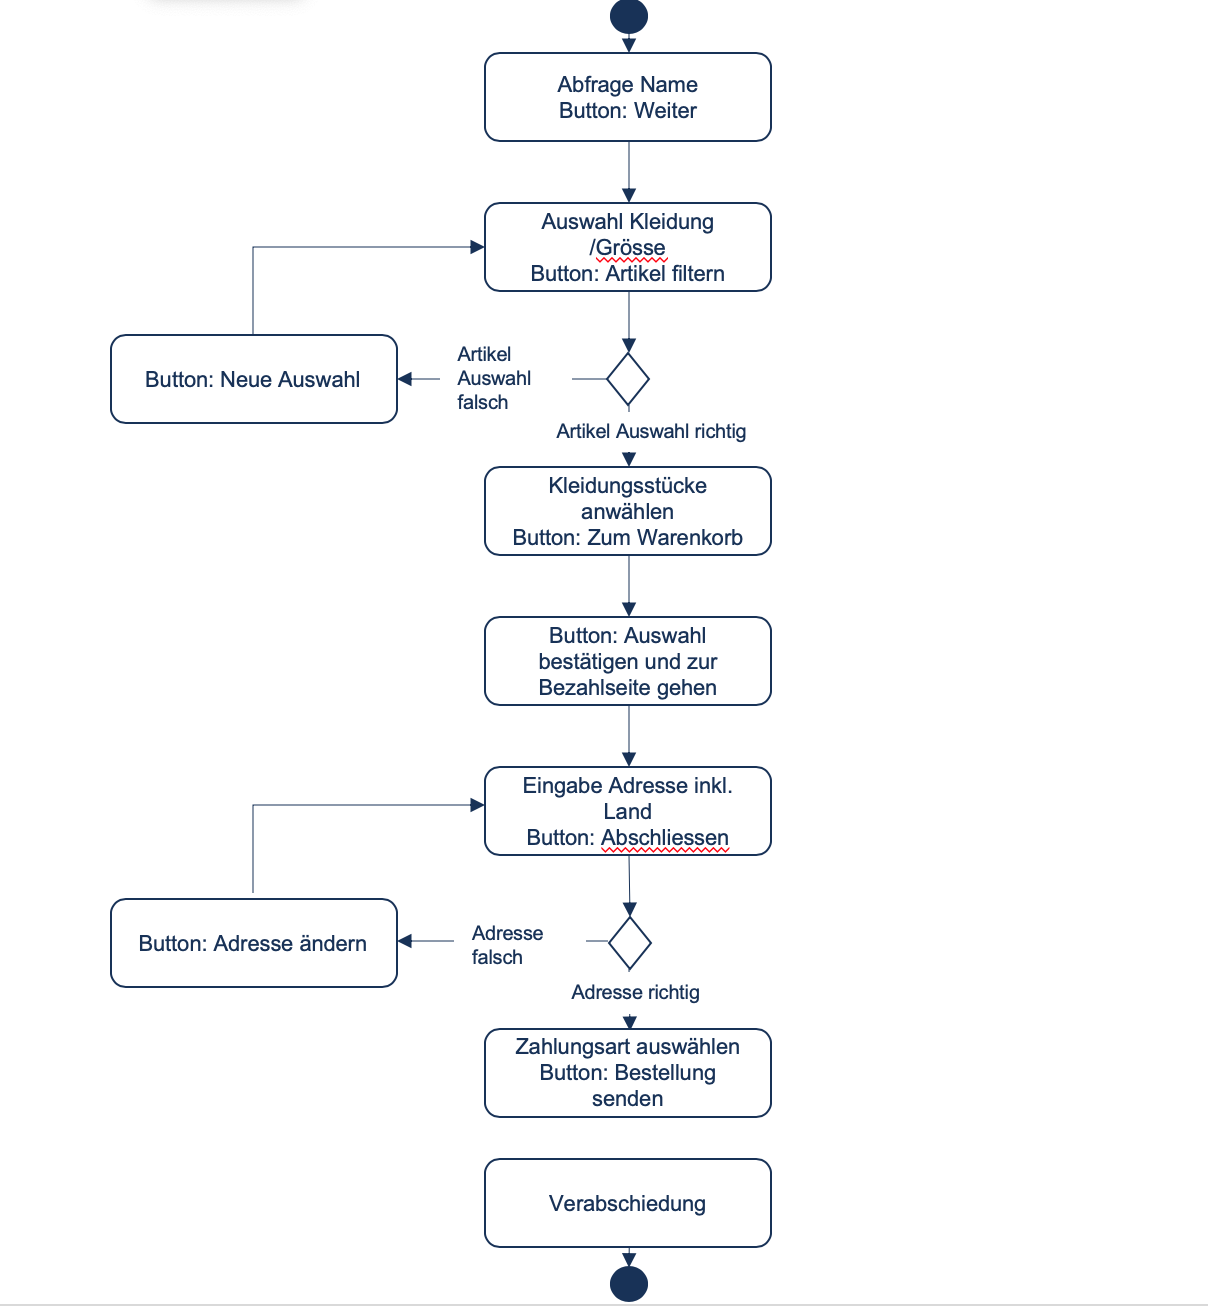 Abfrage Name
Button: Weiter
Auswahl Kleidung
/Grösse
Button: Artikel filtern
Button: Neue Auswahl
Artikel
Auswahl
falsch
Artikel Auswahl richtig
Kleidungsstücke
anwählen
Button: Zum Warenkorb
Button: Auswahl
bestätigen und zur
Bezahlseite gehen
Eingabe Adresse inkl.
Land
Button: Abschliessen
Button: Adresse ändern
Adresse
falsch
Adresse richtig
Zahlungsart auswählen
Button: Bestellung
senden
Verabschiedung